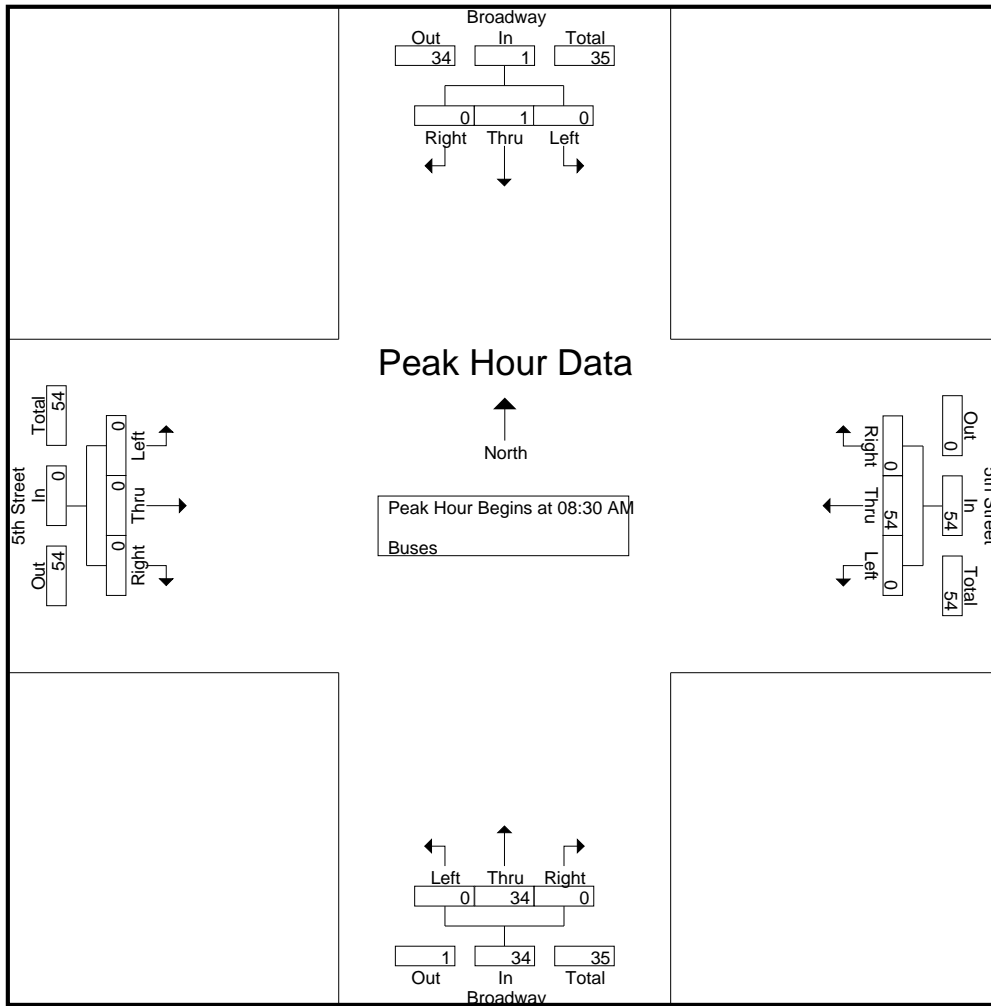 Broadway
Out In Total
34 1 35
0 1 0
Right Thru Left
Peak Hour Data
North
Peak Hour Begins at 08:30 AM
Buses
5th Street
Total In Out
54 0 54
0 0 0
Left Thru Right
Right Thru Left
0 54 0
Out In Total
0 54 54
5th Street
Left Thru Right
0 34 0
1 34 35
Out In Total
Broadway